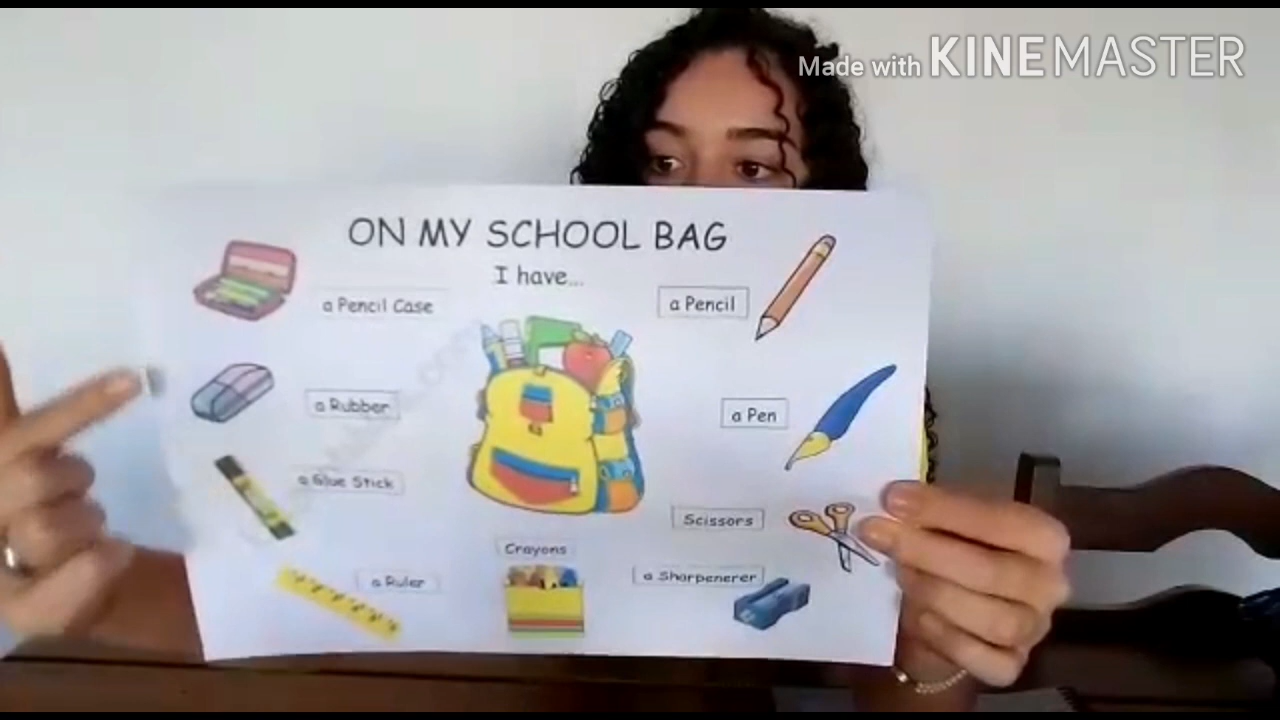 Made with KINEMASTER
ON MY SCHOOL BAG
I have...
a Pencil Case
a Pencil
a Rubber
a Pen
a Glue Stick
Scissors
Crayons
a Ruler
a Sharpenerer